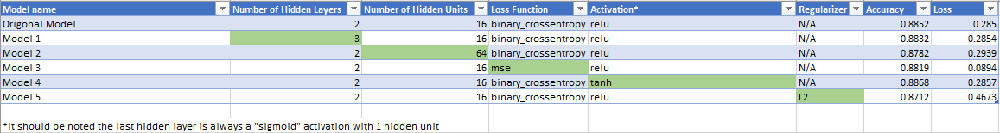 Model name Number of Hidden Layers Number of Hidden Units Loss Function Activation* Regularizer Accuracy Loss
Origonal Model 2 16 binary_crossentropy relu N/A 0.8852 0.285
Model 1 3 16 binary_crossentropy relu N/A 0.8832 0.2854
Model 2 2 64 binary_crossentropy relu N/A 0.8782 0.2939
Model 3 2 16 mse relu N/A 0.8819 0.0894
Model 4 2 16 binary_crossentropy tanh N/A 0.8868 0.2857
Model 5 2 16 binary_crossentropy relu L2 0.8712 0.4673
*It should be noted the last hidden layer is always a "sigmoid" activation with 1 hidden unit